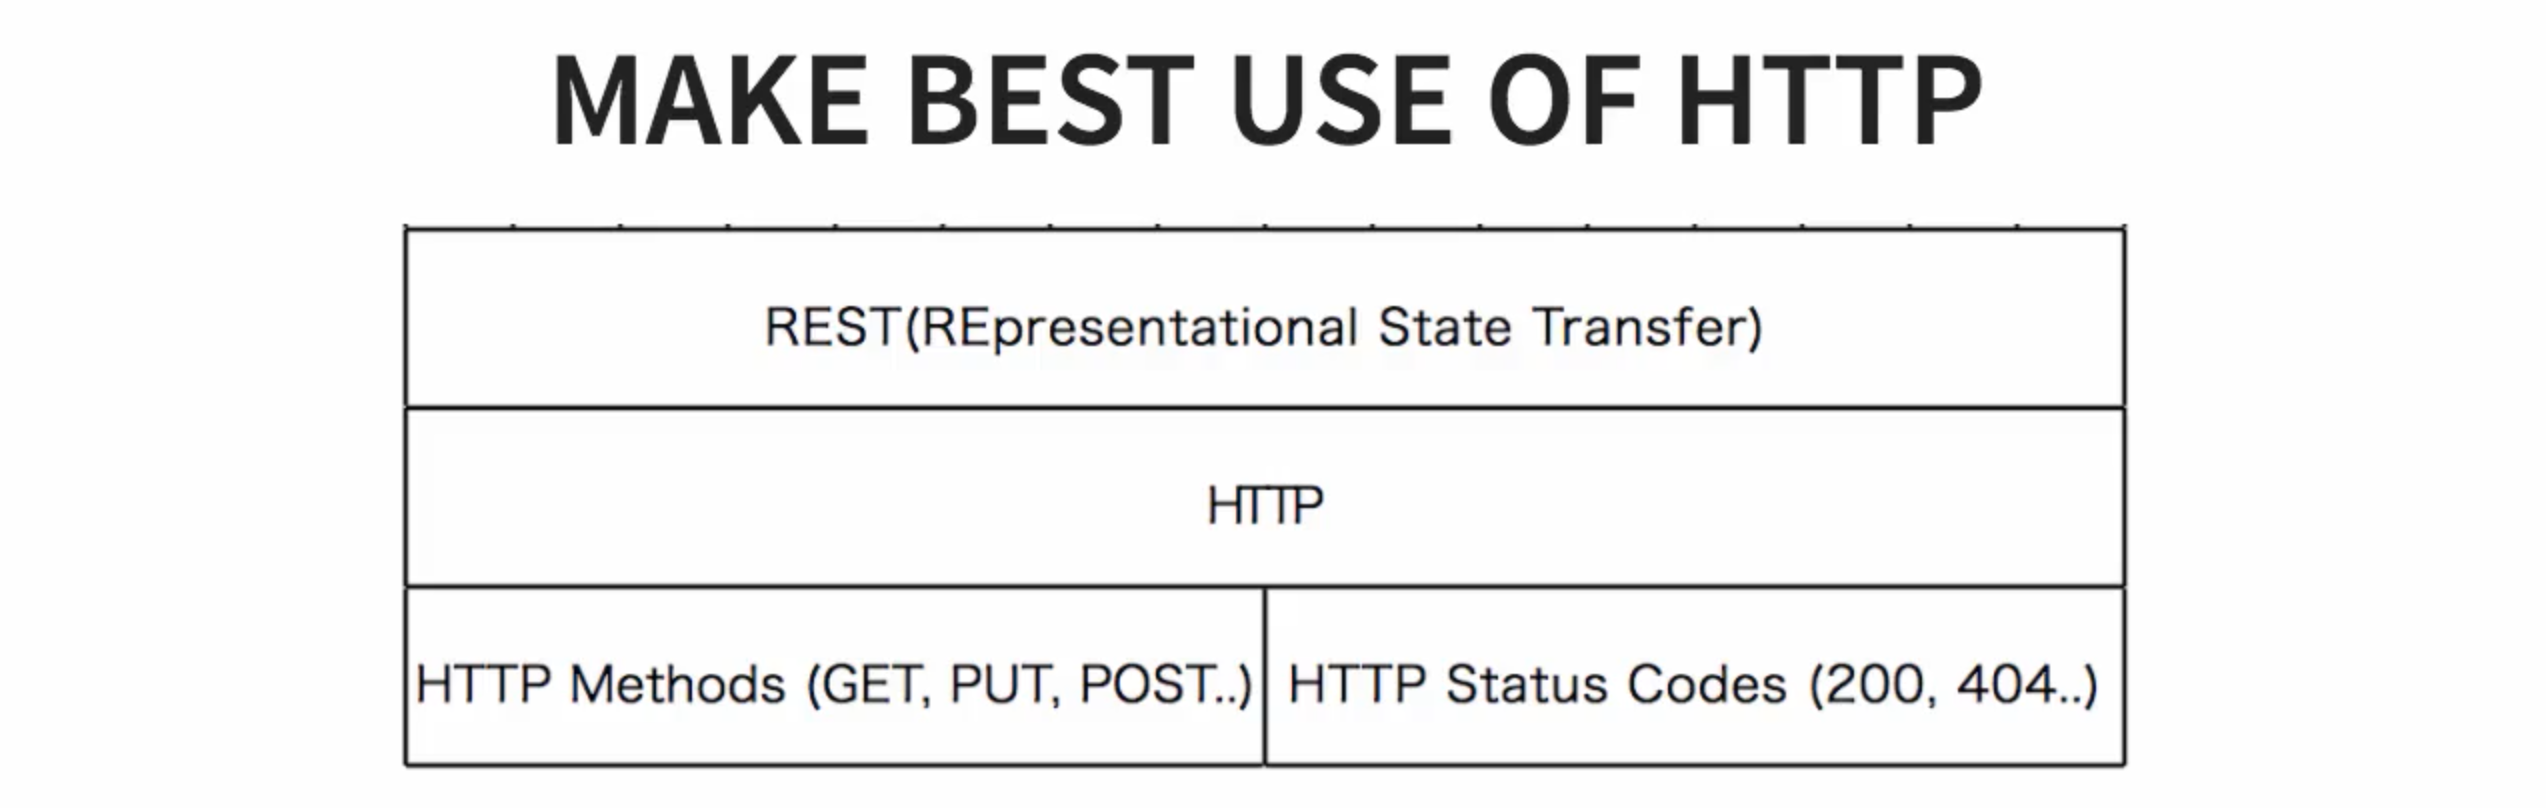 MAKE BEST USE OF HTTP
REST(REpresentational State Transfer)
HTTP
HTTP Methods (GET, PUT, POST..)
HTTP Status Codes (200, 404..)